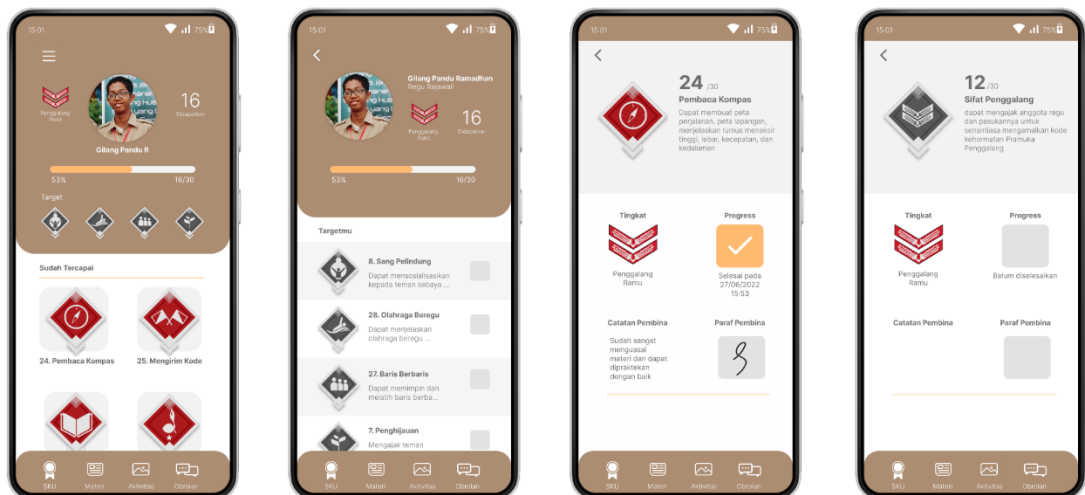 15:01
75%
Penggalang
Rakit
16
Didapatkan
Gilang Pandu R
53%
16/30
Target
Sudah Tercapai
24. Pembaca Kompas
25. Mengirim Kode
SKU
Materi
Aktivitas
Obrolan
15:01
75%
Gilang Pandu Ramadhan
Regu Rajawali
Penggalang
Rakit
16
Didapatkan
53%
16/30
Targetmu
8. Sang Pelindung
Dapat mensosialisasikan
kepada teman sebaya ...
28. Olahraga Beregu
Dapat menjelaskan
olahraga beregu ...
27. Baris Berbaris
Dapat memimpin dan
melatih baris berba...
7. Penghijauan
Mengajak teman
SKU
Materi
Aktivitas
Obrolan
15:01
75%
24 /30
Pembaca Kompas
Dapat membuat peta
perjalanan, peta lapangan,
menjelaskan rumus menaksir
tinggi, lebar, kecepatan, dan
kedalaman
Tingkat
Progress
Penggalang
Ramu
Selesai pada
27/06/2022
15:53
Catatan Pembina
Paraf Pembina
Sudah sangat
menguasai
materi dan dapat
dipraktekan
dengan baik
SKU
Materi
Aktivitas
Obrolan
15:01
75%
12 /30
Sifat Penggalang
dapat mengajak anggota regu
dan pasukannya untuk
senantiasa mengamalkan kode
kehormatan Pramuka
Penggalang
Tingkat
Progress
Penggalang
Ramu
Belum diselesaikan
Catatan Pembina
Paraf Pembina
SKU
Materi
Aktivitas
Obrolan